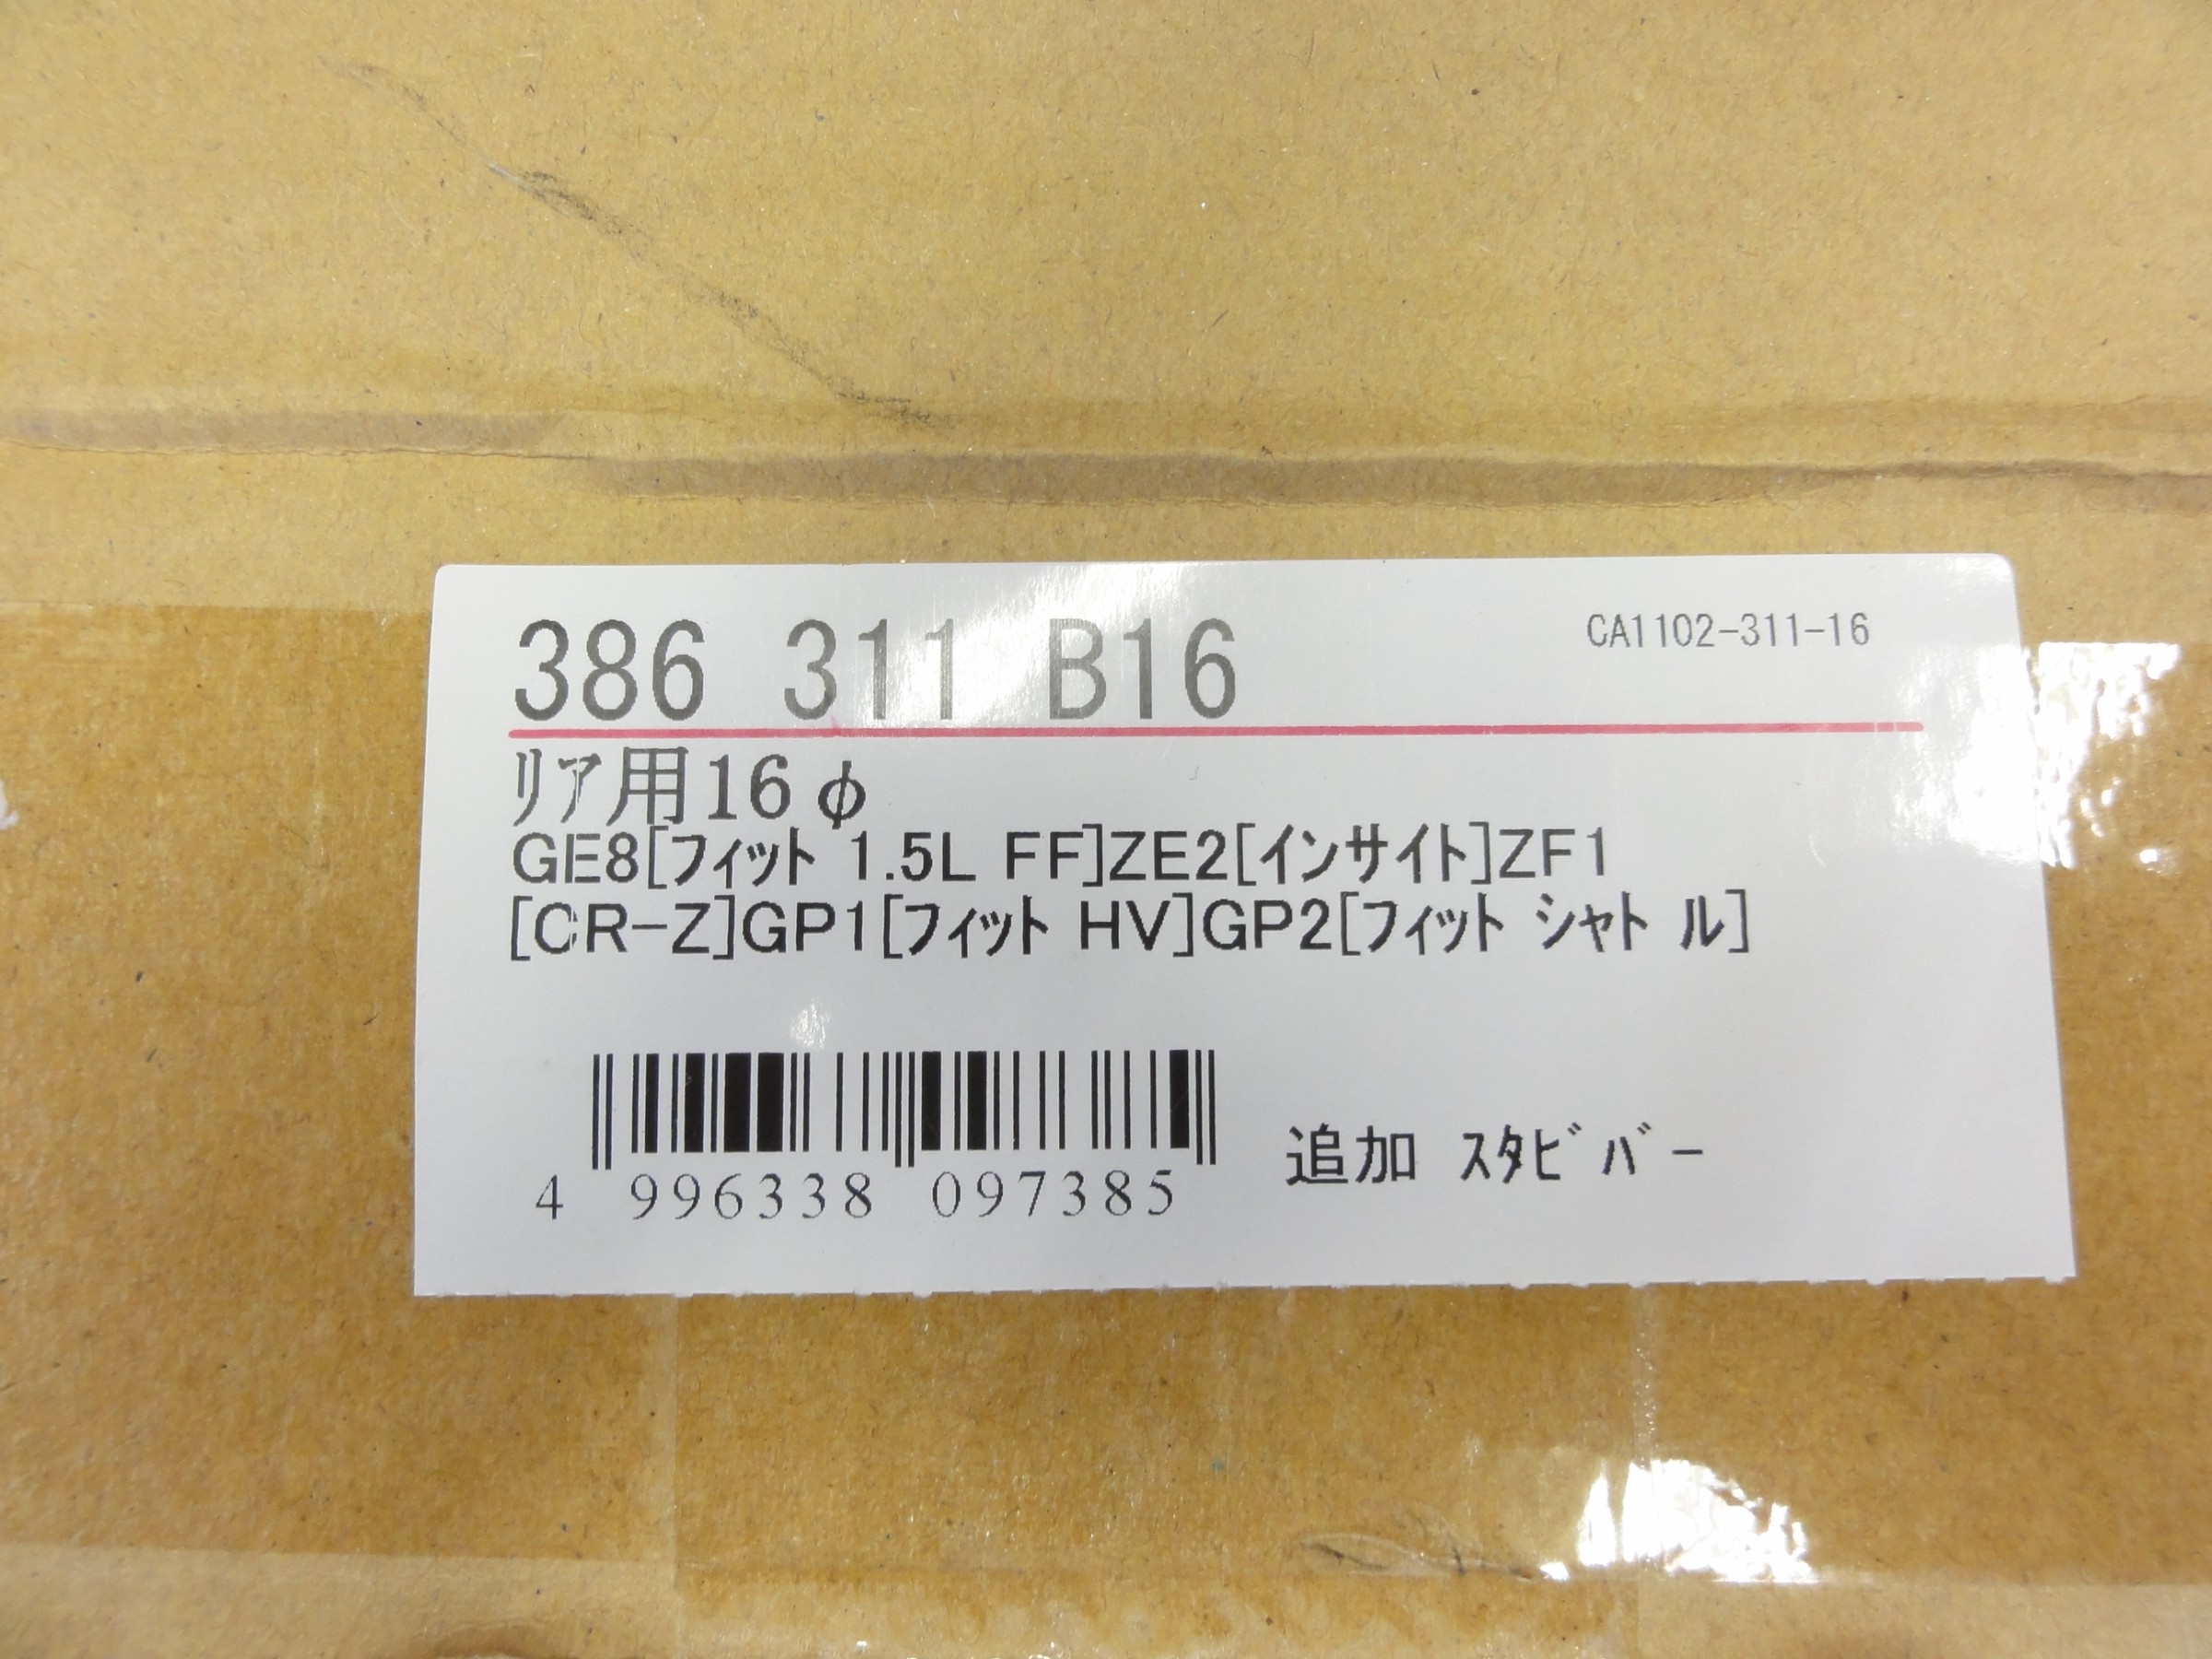 386 311 B16
CA1102-311-16
ﾘｱ用16φ
GE8[フィット 1.5L FF]ZE2[インサイト]ZF1
[CR-Z]GP1[フィット HV]GP2[フィット シャト ル]
4 996338 097385
追加 ｽﾀﾋﾞﾊﾞｰ